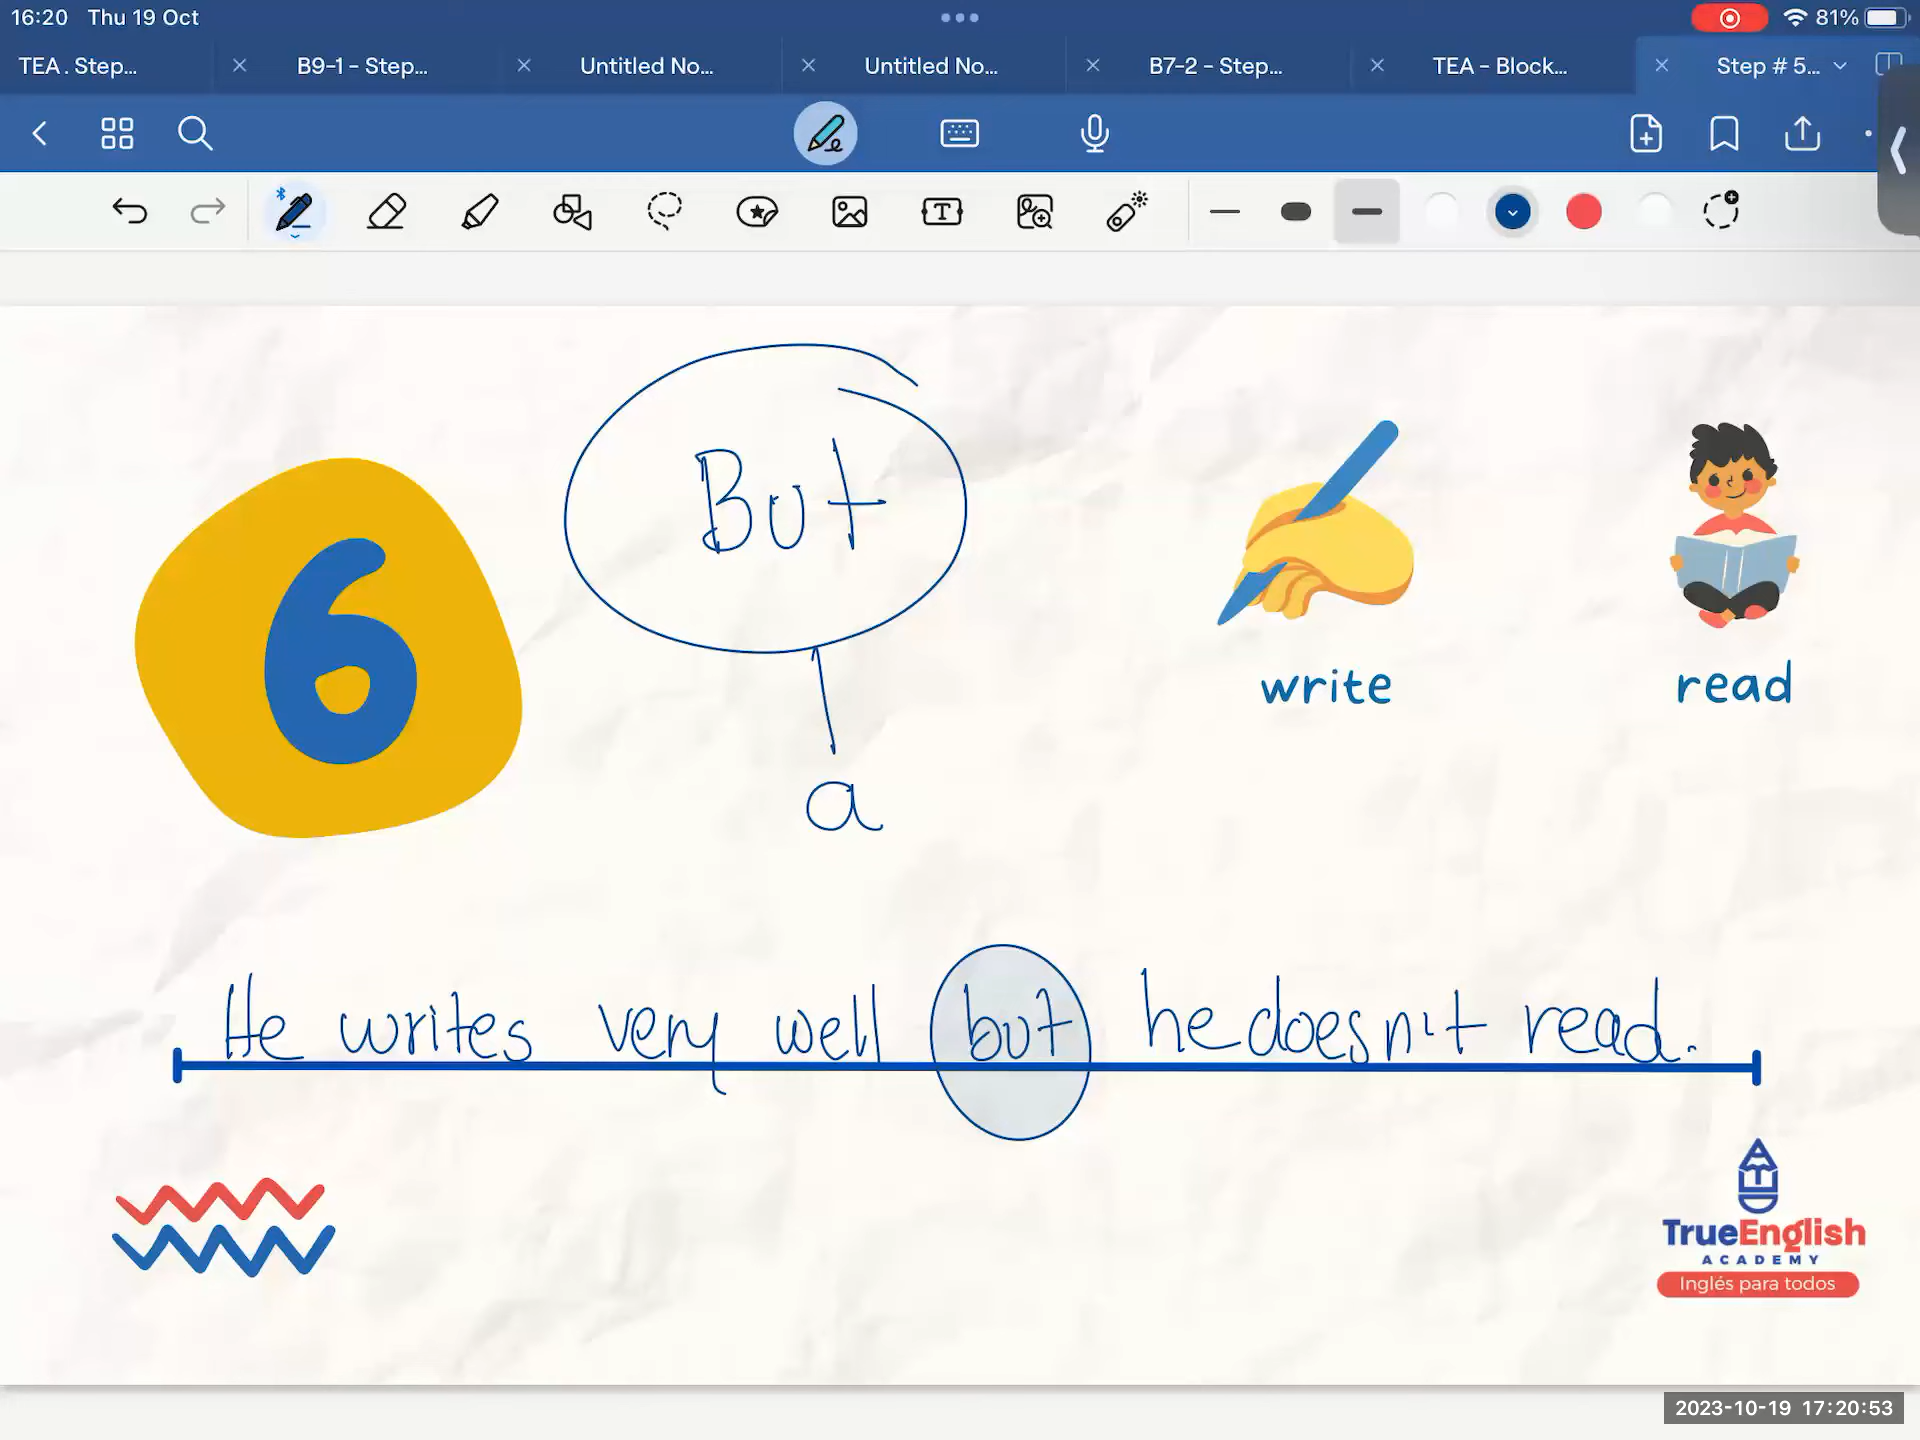 16:20 Thu 19 Oct
81%
TEA . Step... B9-1 - Step... Untitled No... Untitled No... B7-2 - Step... TEA - Block... Step # 5...
But
6
write read
a
He writes very well but he doesn't read.
TrueEnglish
ACADEMY
Inglés para todos
2023-10-19 17:20:53